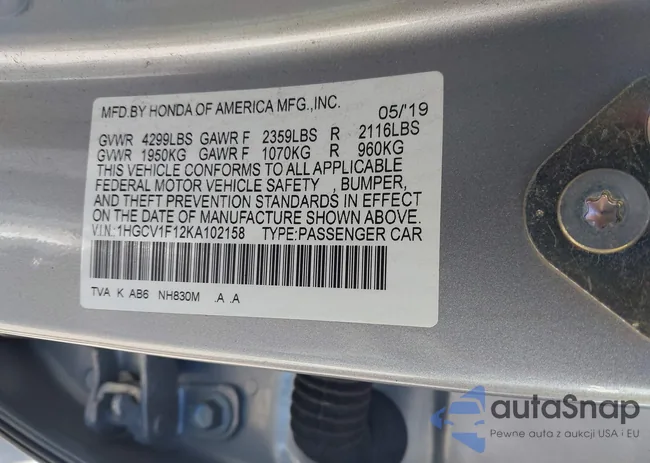 MFD.BY HONDA OF AMERICA MFG.,INC. 05/'19
GVWR 4299LBS GAWR F 2359LBS R 2116LBS
GVWR 1950KG GAWR F 1070KG R 960KG
THIS VEHICLE CONFORMS TO ALL APPLICABLE
FEDERAL MOTOR VEHICLE SAFETY , BUMPER,
AND THEFT PREVENTION STANDARDS IN EFFECT
ON THE DATE OF MANUFACTURE SHOWN ABOVE.
V.I.N.:1HGCV1F12KA102158 TYPE:PASSENGER CAR
TVA K AB6 NH830M .A .A
autoSnap
Pewne auta z aukcji USA i EU